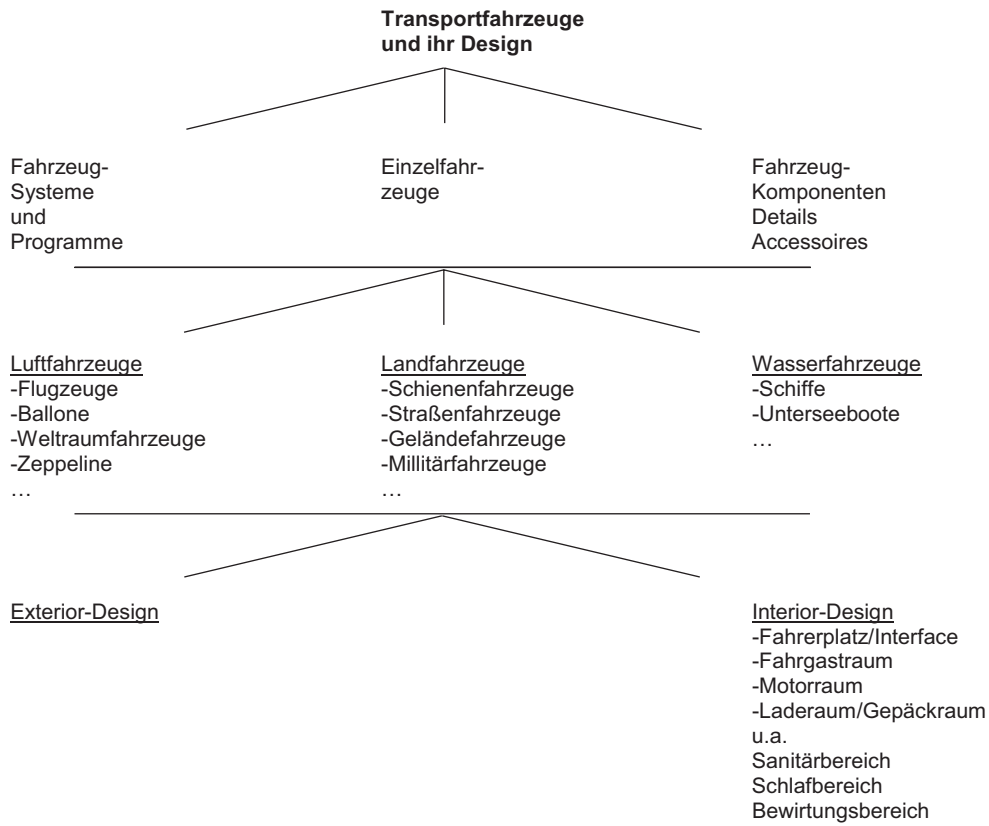 Transportfahrzeuge
und ihr Design
Fahrzeug-
Systeme
und
Programme
Einzelfahr-
zeuge
Fahrzeug-
Komponenten
Details
Accessoires
Luftfahrzeuge
-Flugzeuge
-Ballone
-Weltraumfahrzeuge
-Zeppeline
…
Landfahrzeuge
-Schienenfahrzeuge
-Straßenfahrzeuge
-Geländefahrzeuge
-Millitärfahrzeuge
…
Wasserfahrzeuge
-Schiffe
-Unterseeboote
…
Exterior-Design
Interior-Design
-Fahrerplatz/Interface
-Fahrgastraum
-Motorraum
-Laderaum/Gepäckraum
u.a.
Sanitärbereich
Schlafbereich
Bewirtungsbereich